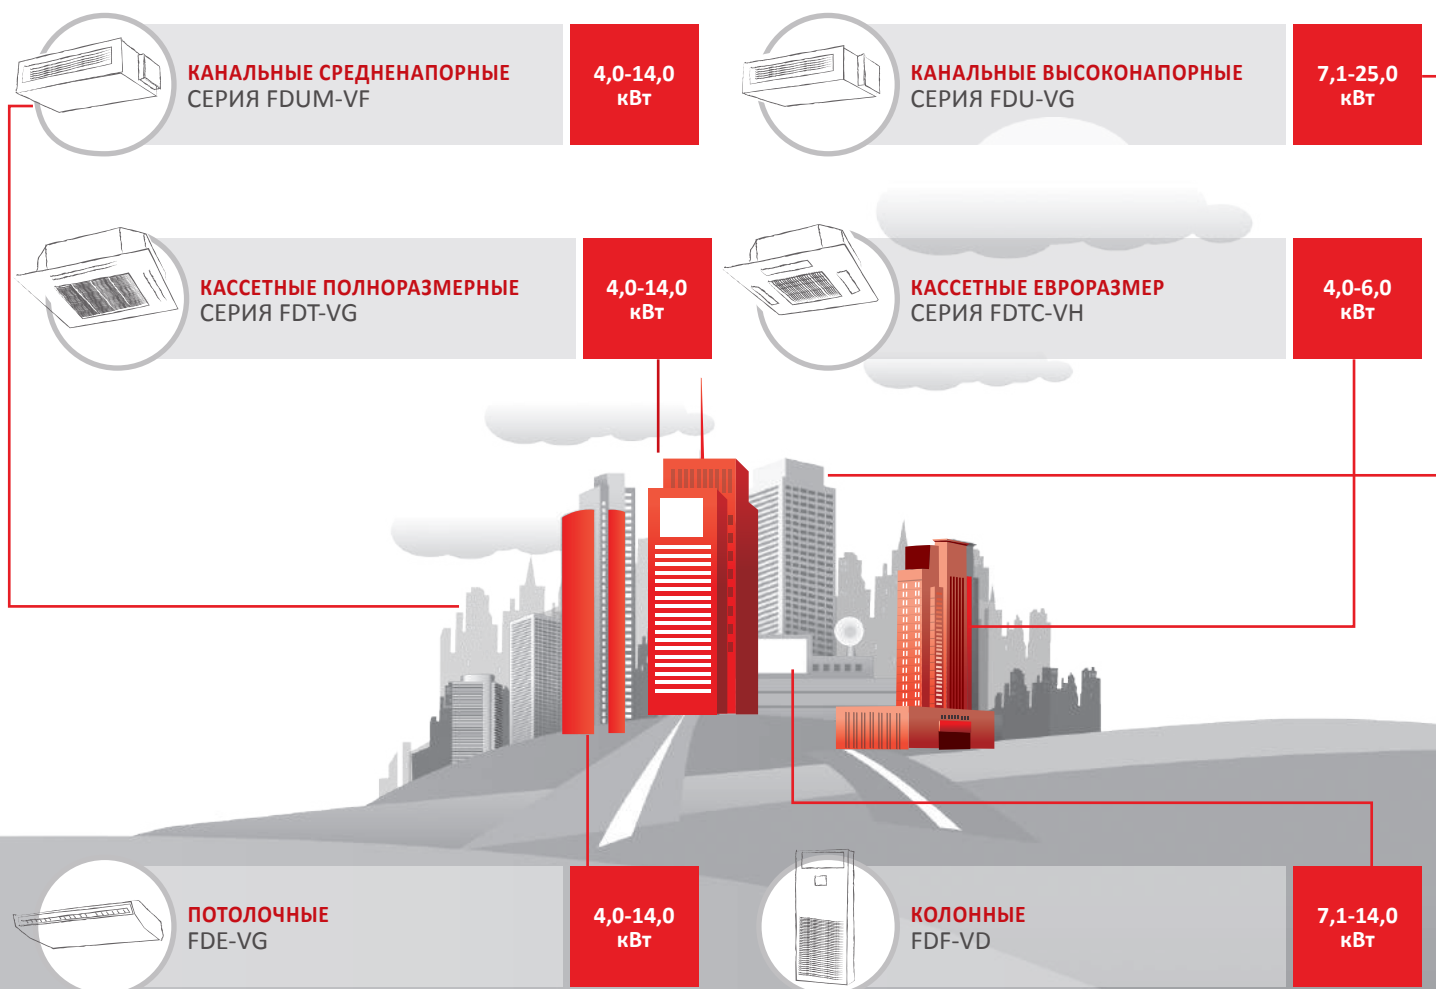 КАНАЛЬНЫЕ СРЕДНЕНАПОРНЫЕ
СЕРИЯ FDUM-VF
4,0-14,0
кВт
КАНАЛЬНЫЕ ВЫСОКОНАПОРНЫЕ
СЕРИЯ FDU-VG
7,1-25,0
кВт
КАССЕТНЫЕ ПОЛНОРАЗМЕРНЫЕ
СЕРИЯ FDT-VG
4,0-14,0
кВт
КАССЕТНЫЕ ЕВРОРАЗМЕР
СЕРИЯ FDTC-VH
4,0-6,0
кВт
ПОТОЛОЧНЫЕ
FDE-VG
4,0-14,0
кВт
КОЛОННЫЕ
FDF-VD
7,1-14,0
кВт